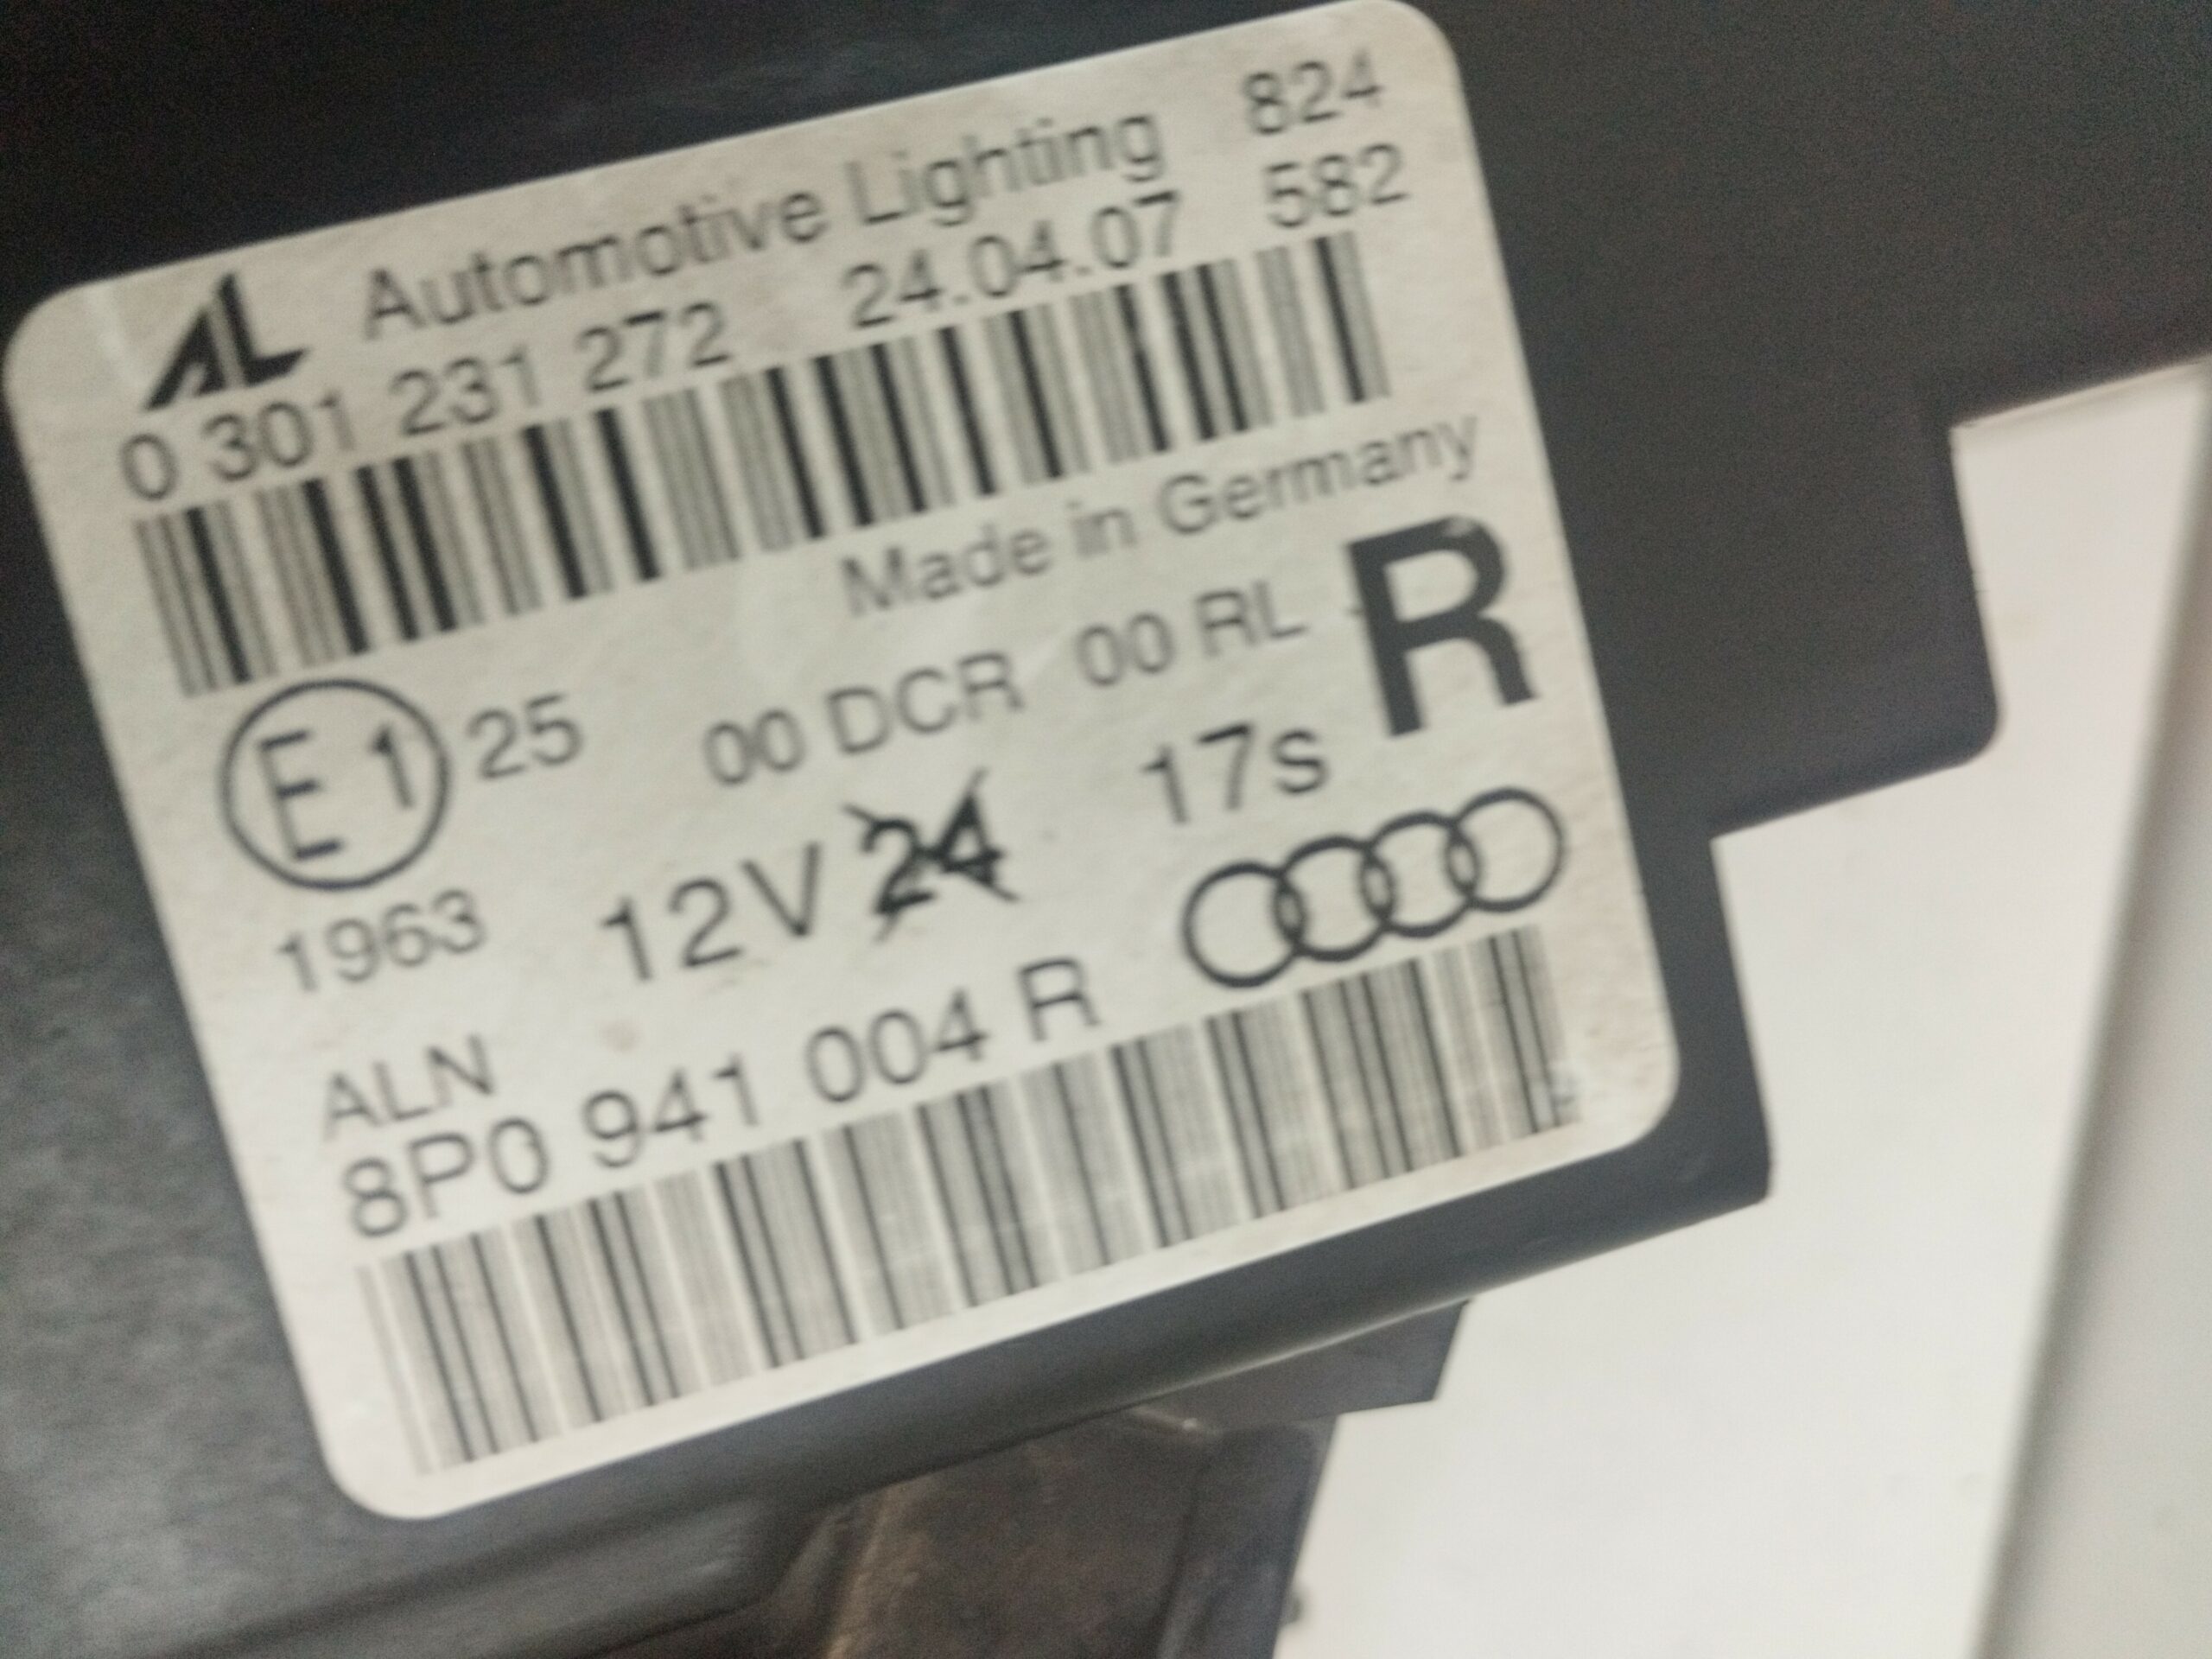 AL Automotive Lighting 824
0 301 231 272 24.04.07 582
Made in Germany
E1 25 00 DCR 00 RL R
1963 12V 24 17s
ALN
8P0 941 004 R